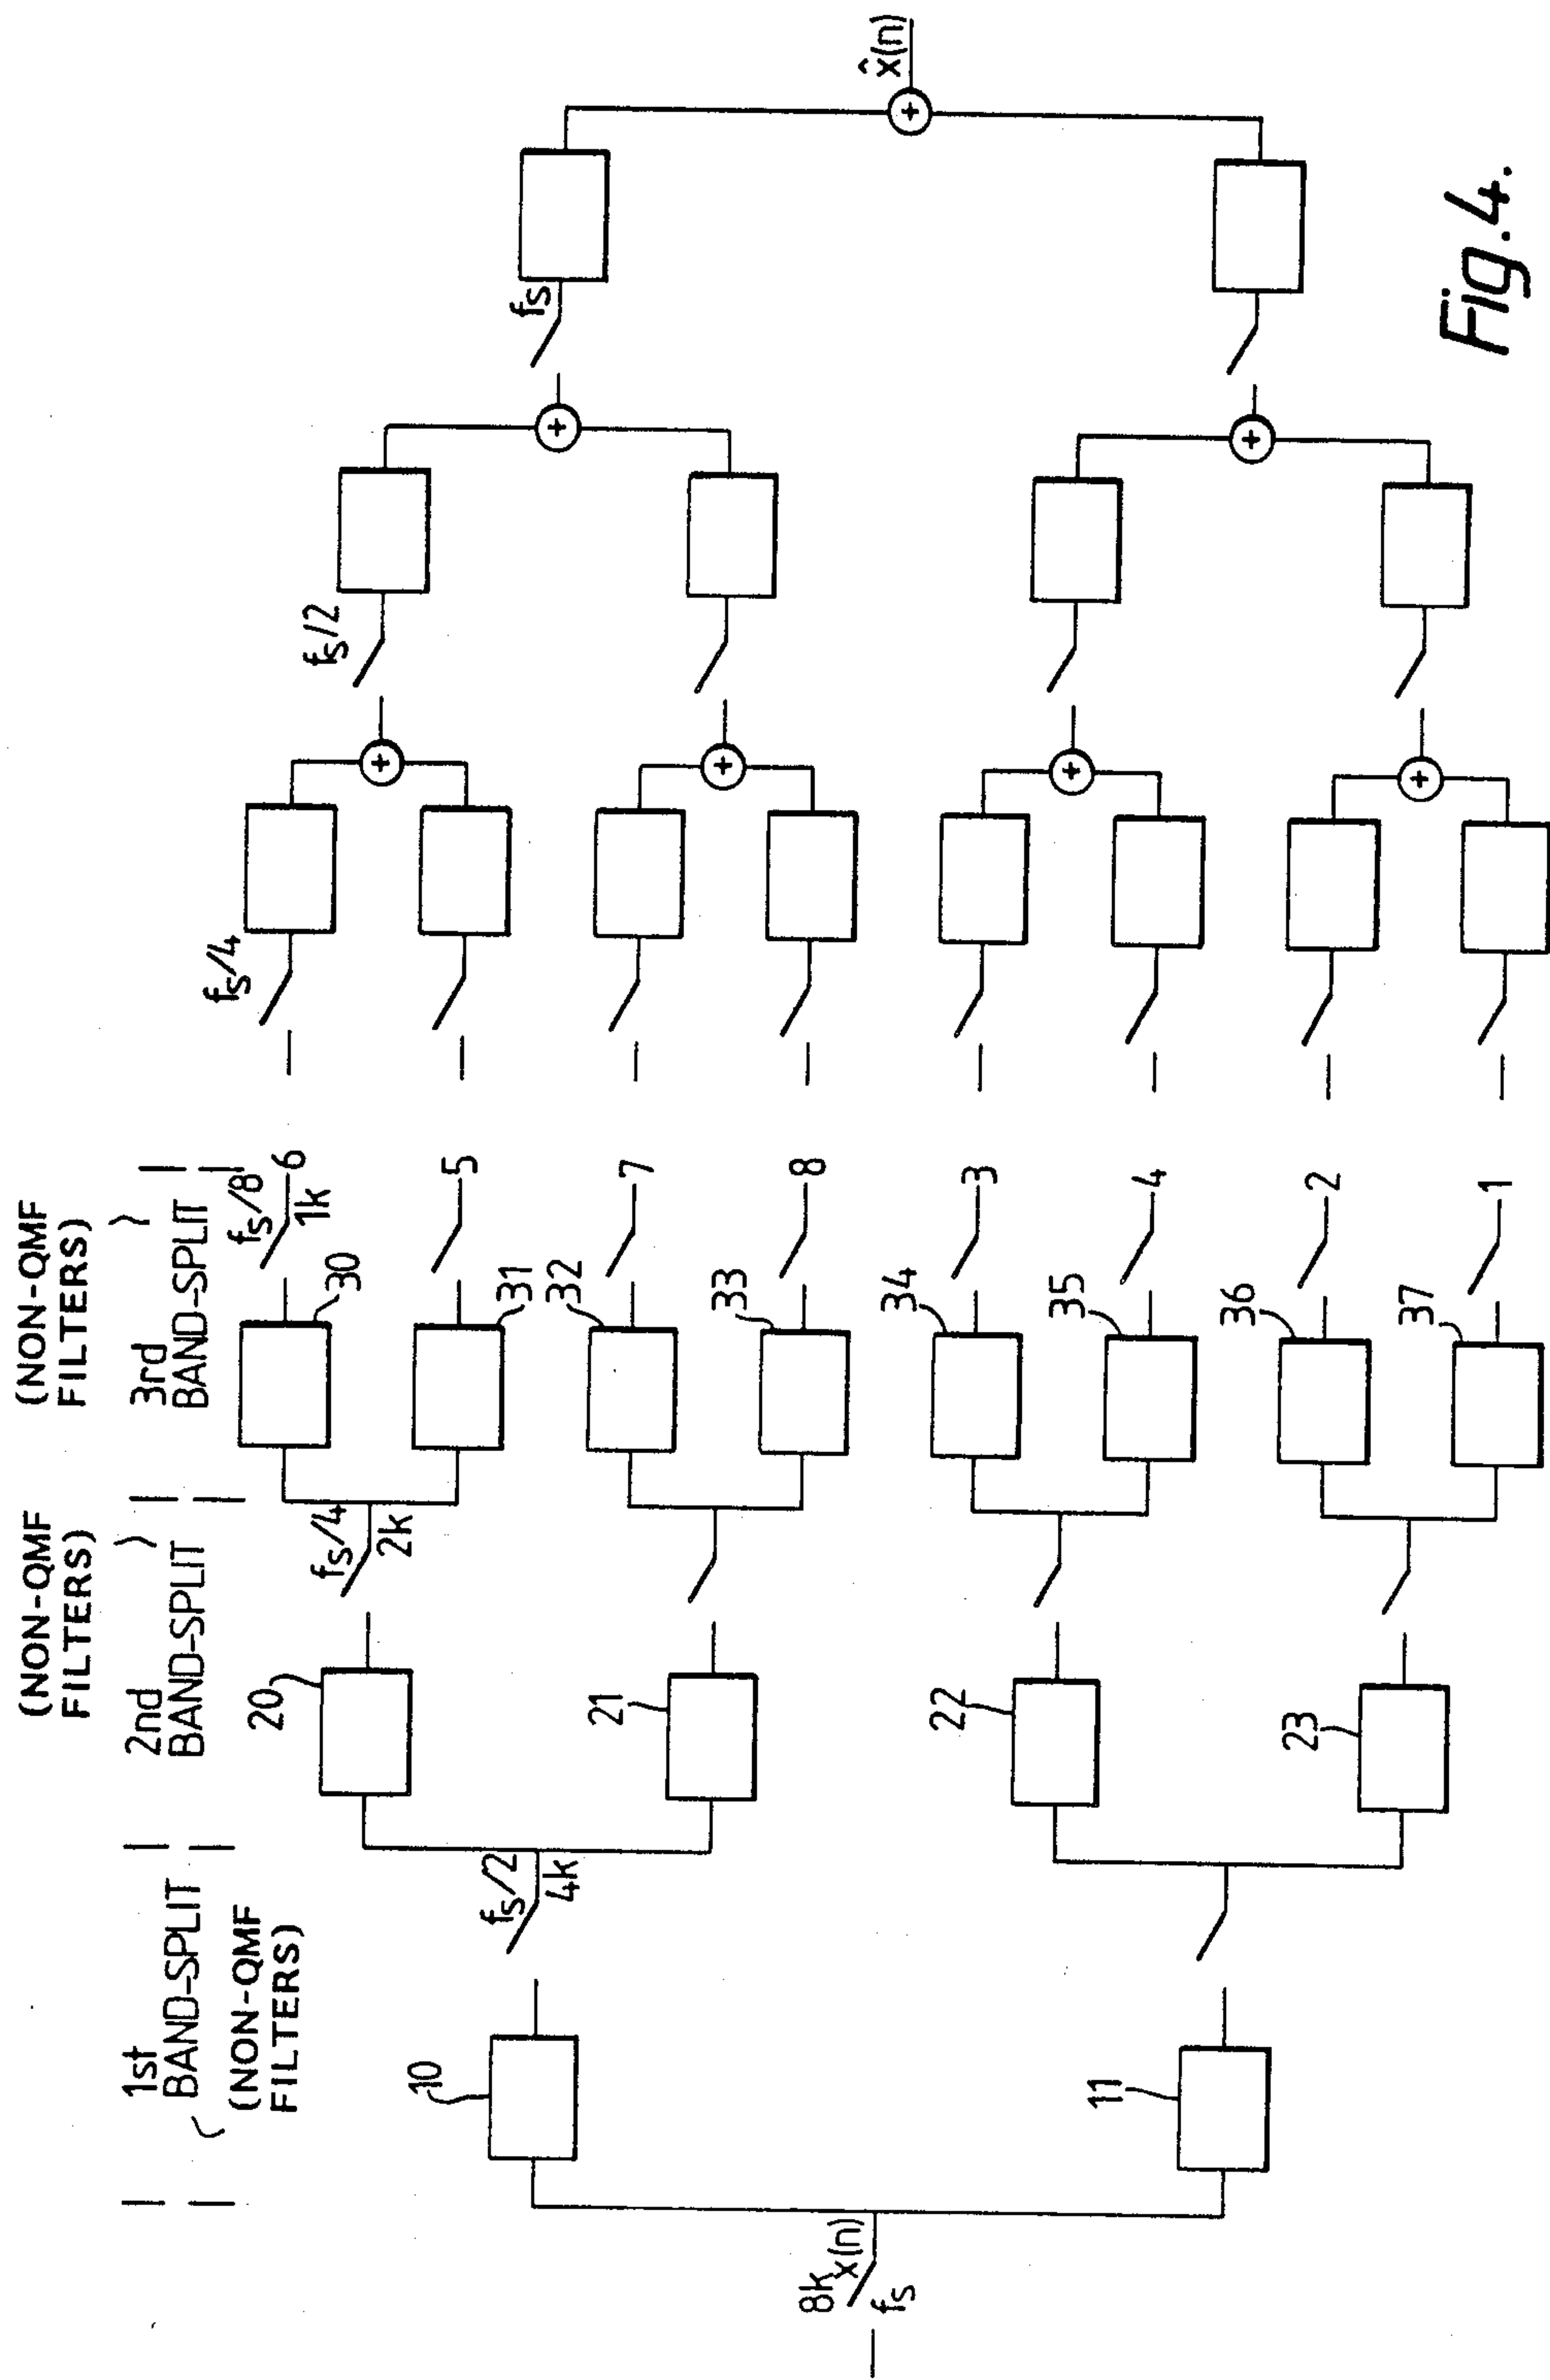 1st
BAND-SPLIT
(NON-QMF
FILTERS)
(NON-QMF
FILTERS)
2nd
BAND-SPLIT
(NON-QMF
FILTERS)
3rd
BAND-SPLIT
8k
x(n)
fs
10
11
fs/2
4k
20
21
22
23
fs/4
2k
30
31
32
33
34
35
36
37
fs/8
1k
6
5
7
8
3
4
2
1
fs/4
fs/2
fs
x̂(n)
Fig.4.